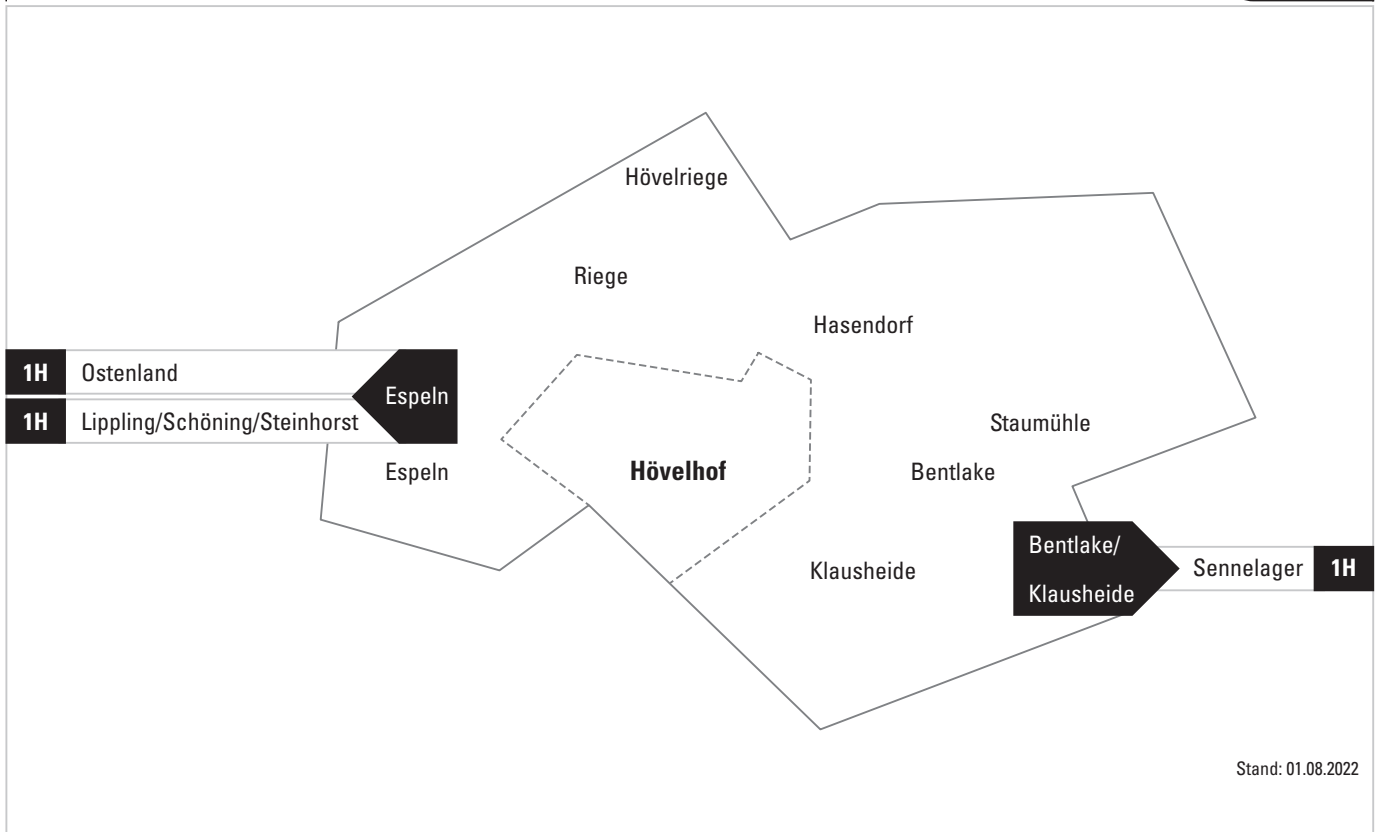 Hövelriege
Riege
Hasendorf
1H Ostenland
Espeln
1H Lippling/Schöning/Steinhorst
Staumühle
Espeln
Hövelhof
Bentlake
Bentlake/
Klausheide
Sennelager 1H
Klausheide
Stand: 01.08.2022